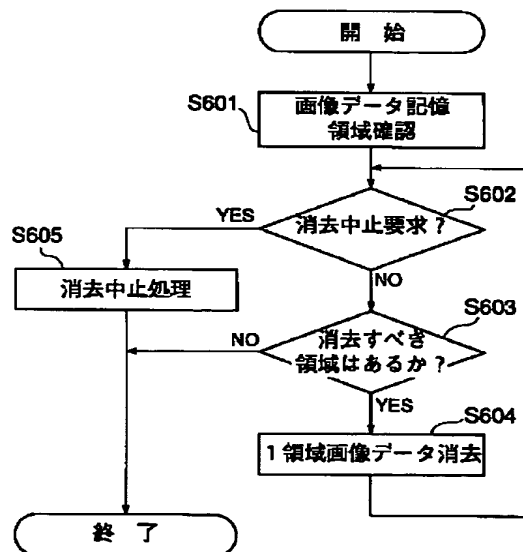 開 始
S601
画像データ記憶
領域確認
S602
消去中止要求？
YES
S605
消去中止処理
NO
S603
消去すべき
領域はあるか？
NO
YES
S604
1領域画像データ消去
終 了